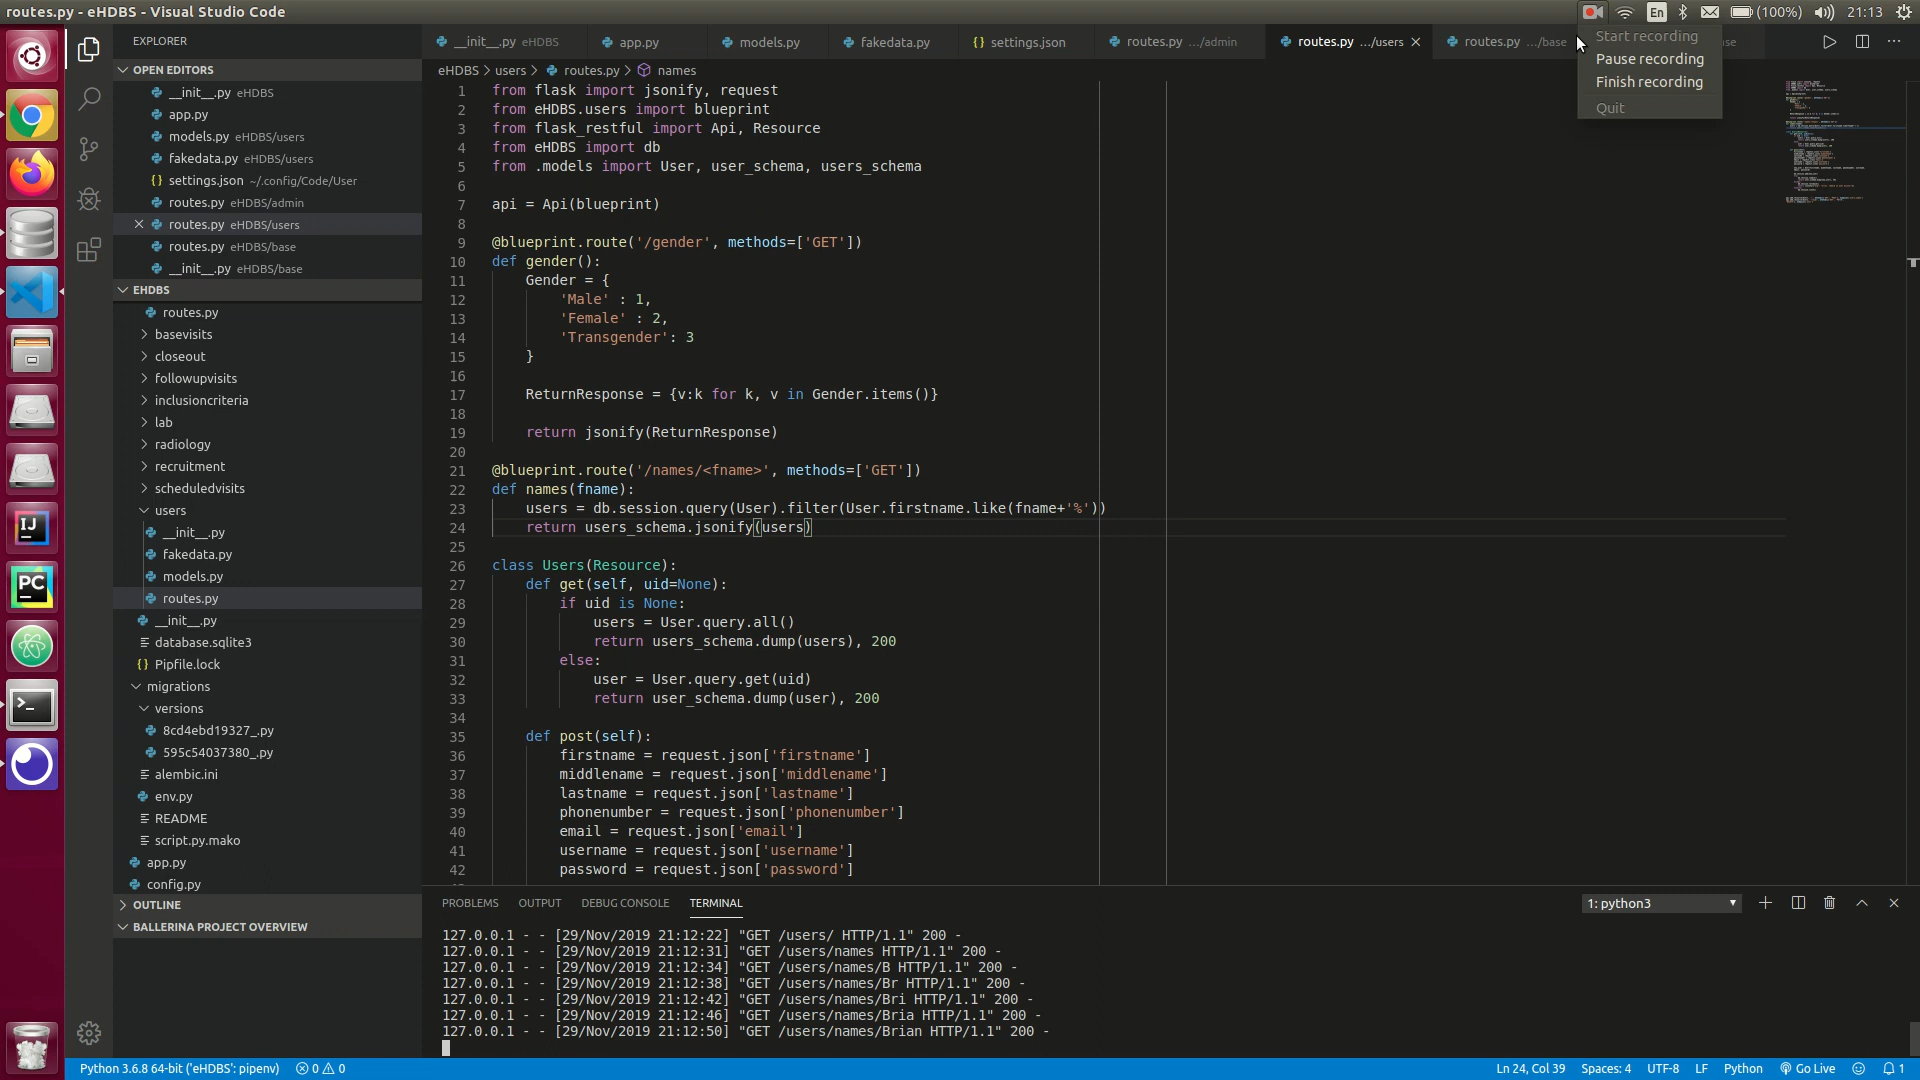 routes.py - eHDBS - Visual Studio Code
En (100%) 21:13
EXPLORER
OPEN EDITORS
__init__.py eHDBS
app.py
models.py eHDBS/users
fakedata.py eHDBS/users
{} settings.json ~/.config/Code/User
routes.py eHDBS/admin
routes.py eHDBS/users
routes.py eHDBS/base
__init__.py eHDBS/base
EHDBS
routes.py
basevisits
closeout
followupvisits
inclusioncriteria
lab
radiology
recruitment
scheduledvisits
users
__init__.py
fakedata.py
models.py
routes.py
__init__.py
database.sqlite3
{} Pipfile.lock
migrations
versions
8cd4ebd19327_.py
595c54037380_.py
alembic.ini
env.py
README
script.py.mako
app.py
config.py
OUTLINE
BALLERINA PROJECT OVERVIEW
__init__.py eHDBS
app.py
models.py
fakedata.py
{} settings.json
routes.py .../admin
routes.py .../users
routes.py .../base
se
Start recording
Pause recording
Finish recording
Quit
eHDBS > users > routes.py > names
1 from flask import jsonify, request
2 from eHDBS.users import blueprint
3 from flask_restful import Api, Resource
4 from eHDBS import db
5 from .models import User, user_schema, users_schema
6
7 api = Api(blueprint)
8
9 @blueprint.route('/gender', methods=['GET'])
10 def gender():
11 Gender = {
12 'Male' : 1,
13 'Female' : 2,
14 'Transgender': 3
15 }
16
17 ReturnResponse = {v:k for k, v in Gender.items()}
18
19 return jsonify(ReturnResponse)
20
21 @blueprint.route('/names/<fname>', methods=['GET'])
22 def names(fname):
23 users = db.session.query(User).filter(User.firstname.like(fname+'%'))
24 return users_schema.jsonify(users)
25
26 class Users(Resource):
27 def get(self, uid=None):
28 if uid is None:
29 users = User.query.all()
30 return users_schema.dump(users), 200
31 else:
32 user = User.query.get(uid)
33 return user_schema.dump(user), 200
34
35 def post(self):
36 firstname = request.json['firstname']
37 middlename = request.json['middlename']
38 lastname = request.json['lastname']
39 phonenumber = request.json['phonenumber']
40 email = request.json['email']
41 username = request.json['username']
42 password = request.json['password']
PROBLEMS OUTPUT DEBUG CONSOLE TERMINAL
1: python3
127.0.0.1 - - [29/Nov/2019 21:12:22] "GET /users/ HTTP/1.1" 200 -
127.0.0.1 - - [29/Nov/2019 21:12:31] "GET /users/names HTTP/1.1" 200 -
127.0.0.1 - - [29/Nov/2019 21:12:34] "GET /users/names/B HTTP/1.1" 200 -
127.0.0.1 - - [29/Nov/2019 21:12:38] "GET /users/names/Br HTTP/1.1" 200 -
127.0.0.1 - - [29/Nov/2019 21:12:42] "GET /users/names/Bri HTTP/1.1" 200 -
127.0.0.1 - - [29/Nov/2019 21:12:46] "GET /users/names/Bria HTTP/1.1" 200 -
127.0.0.1 - - [29/Nov/2019 21:12:50] "GET /users/names/Brian HTTP/1.1" 200 -
IJ
PC
Python 3.6.8 64-bit ('eHDBS': pipenv) 0 0
Ln 24, Col 39 Spaces: 4 UTF-8 LF Python Go Live 1